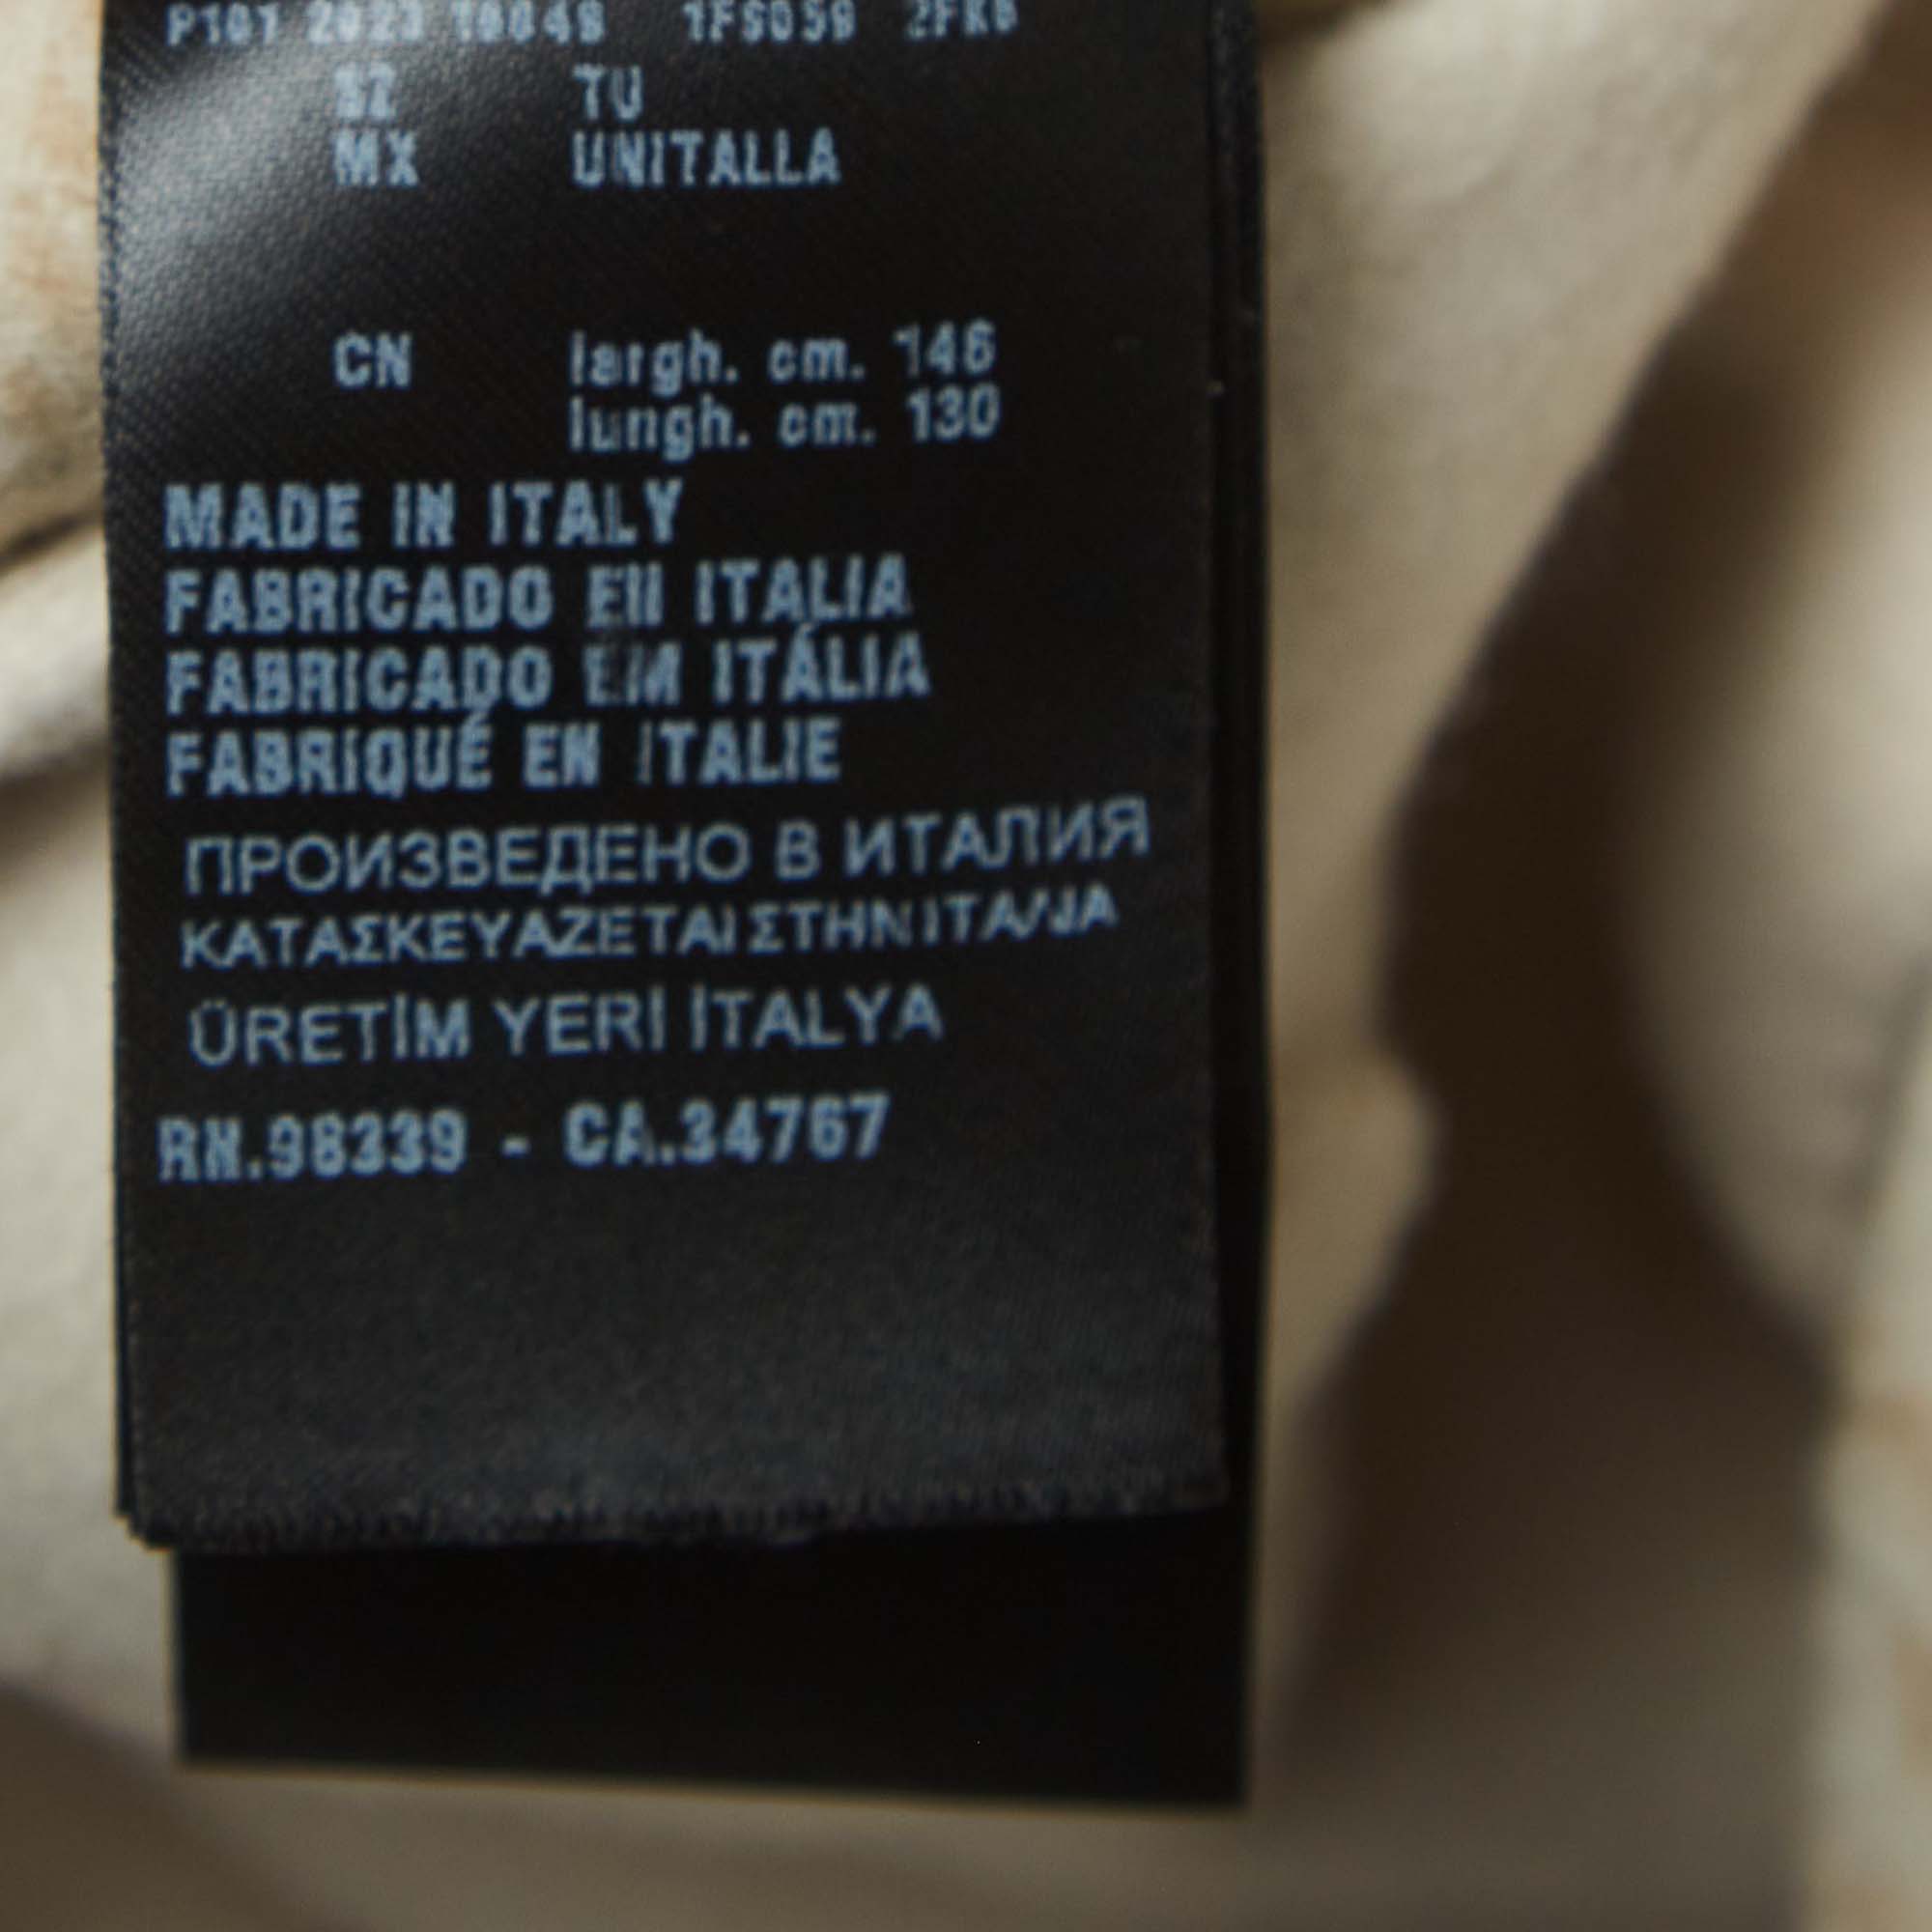 SZ TU
MX UNITALLA
CN largh. cm. 146
lungh. cm. 130
MADE IN ITALY
FABRICADO EN ITALIA
FABRICADO EM ITÁLIA
FABRIQUÉ EN ITALIE
ПРОИЗВЕДЕНО В ИТАЛИЯ
ΚΑΤΑΣΚΕΥΑΖΕΤΑΙ ΣΤΗΝ ΙΤΑΛΙΑ
ÜRETİM YERİ İTALYA
RN.98339 - CA.34767